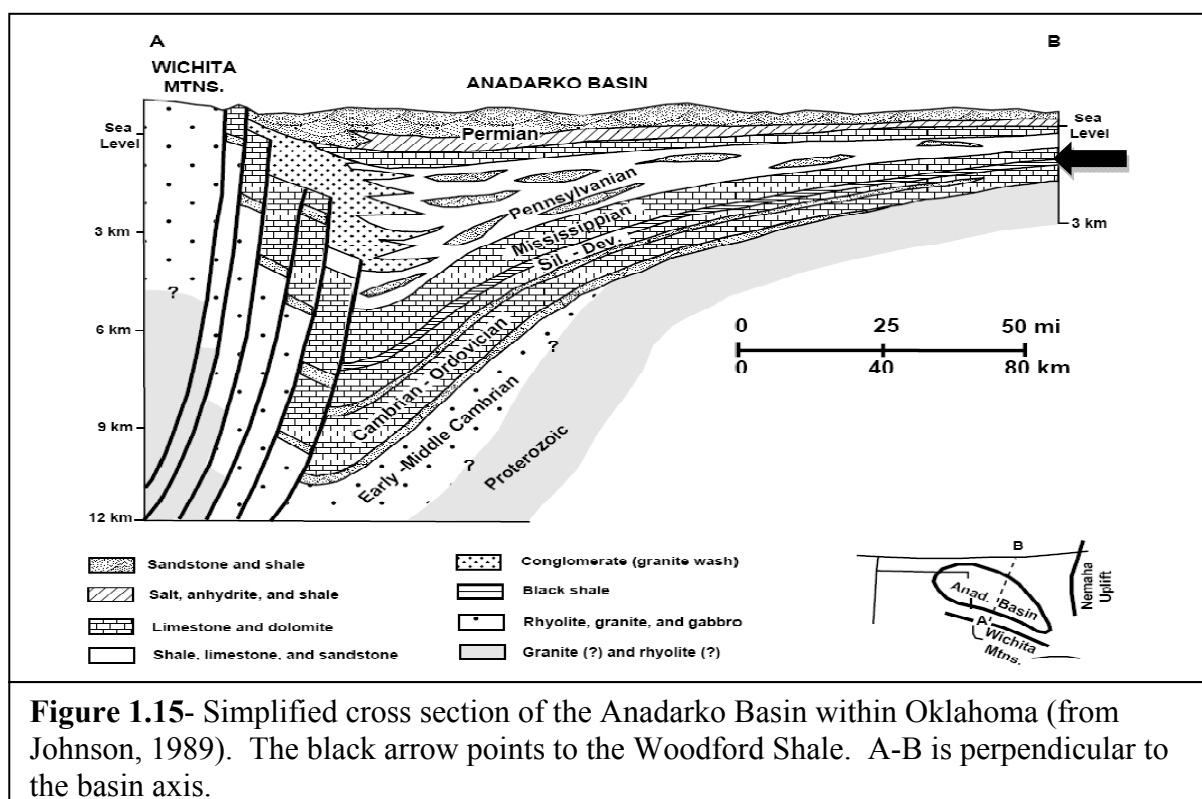 A
B
WICHITA
MTNS.
ANADARKO BASIN
Sea
Level
Sea
Level
Permian
Pennsylvanian
Mississippian
Sil. - Dev.
3 km
3 km
?
6 km
0 25 50 mi
0 40 80 km
?
Cambrian - Ordovician
Early -Middle Cambrian
9 km
?
Proterozoic
12 km
Sandstone and shale
Salt, anhydrite, and shale
Limestone and dolomite
Shale, limestone, and sandstone
Conglomerate (granite wash)
Black shale
Rhyolite, granite, and gabbro
Granite (?) and rhyolite (?)
B
Anad. Basin
Nemaha
Uplift
A'
Wichita
Mtns.
Figure 1.15- Simplified cross section of the Anadarko Basin within Oklahoma (from
Johnson, 1989). The black arrow points to the Woodford Shale. A-B is perpendicular to
the basin axis.